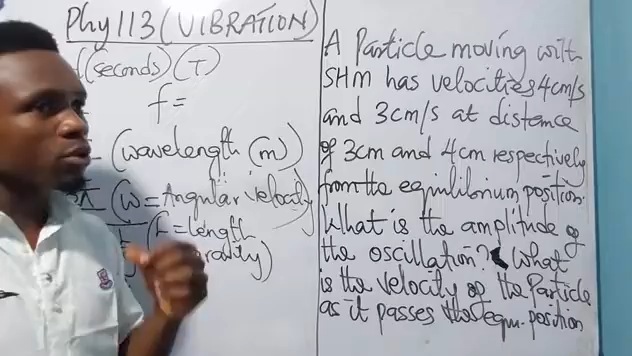 Phy 113 (VIBRATION)
(seconds) (T)
f =
(wavelength (m)
(W = Angular velocity
(L = length
A Particle moving with
SHM has velocities 4cm/s
and 3cm/s at distance
of 3cm and 4cm respectively
from the equilibrium position.
What is the amplitude of
the oscillation? What
is the velocity of the Particle
as it passes the equ. position